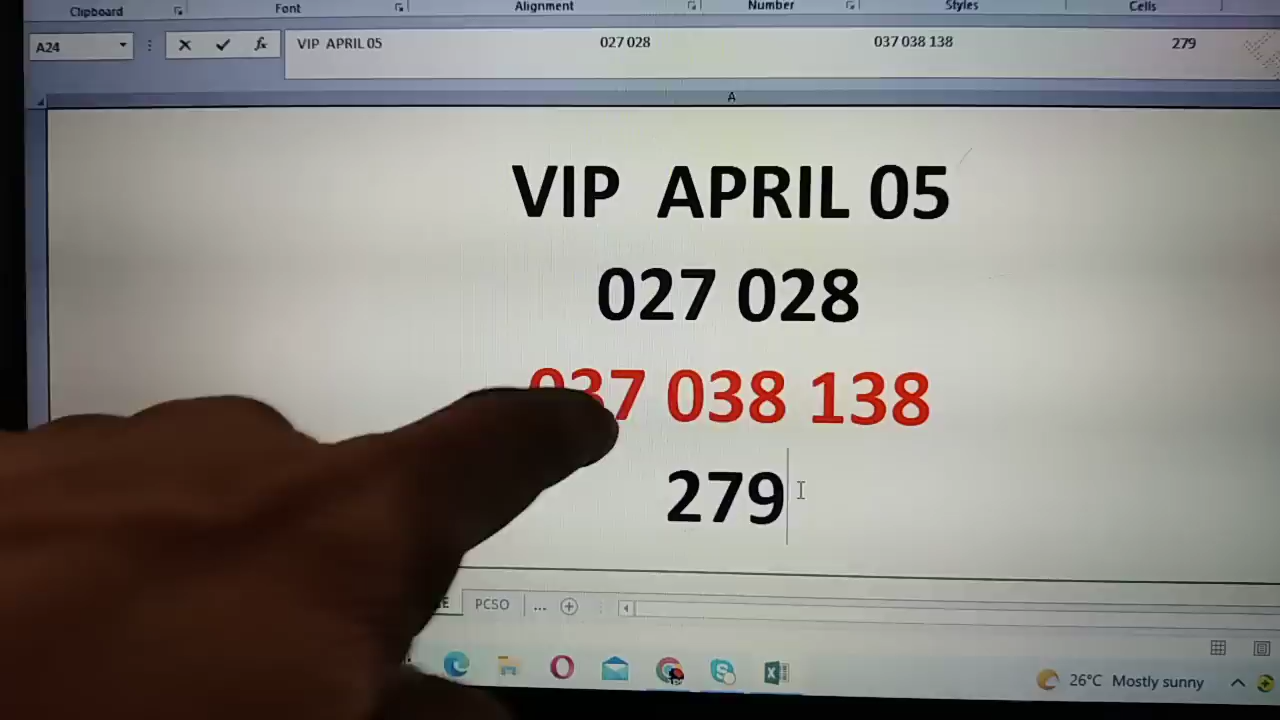 Clipboard Font Alignment Number Styles Cells
A24 fx VIP APRIL 05 027 028 037 038 138 279
A
VIP APRIL 05
027 028
037 038 138
279
PCSO ...
26°C Mostly sunny